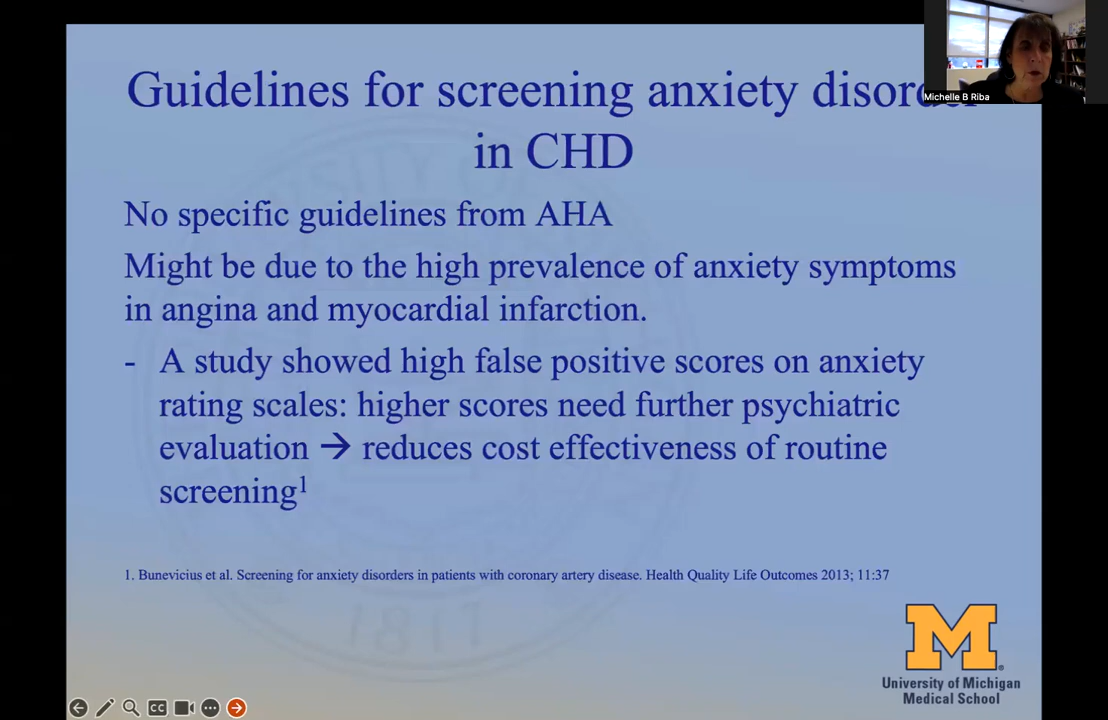 Guidelines for screening anxiety disorder
in CHD
No specific guidelines from AHA
Might be due to the high prevalence of anxiety symptoms
in angina and myocardial infarction.
- A study showed high false positive scores on anxiety
rating scales: higher scores need further psychiatric
evaluation → reduces cost effectiveness of routine
screening1
1. Bunevicius et al. Screening for anxiety disorders in patients with coronary artery disease. Health Quality Life Outcomes 2013; 11:37
Michelle B Riba
1817
M
University of Michigan
Medical School
CC